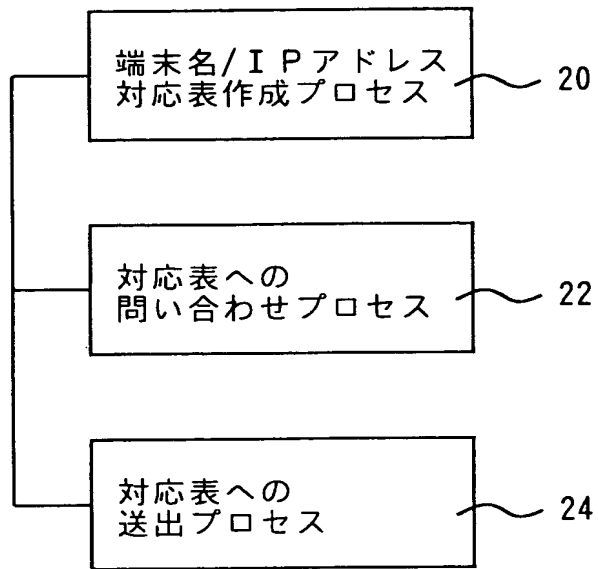 端末名/IPアドレス
対応表作成プロセス
20
対応表への
問い合わせプロセス
22
対応表への
送出プロセス
24